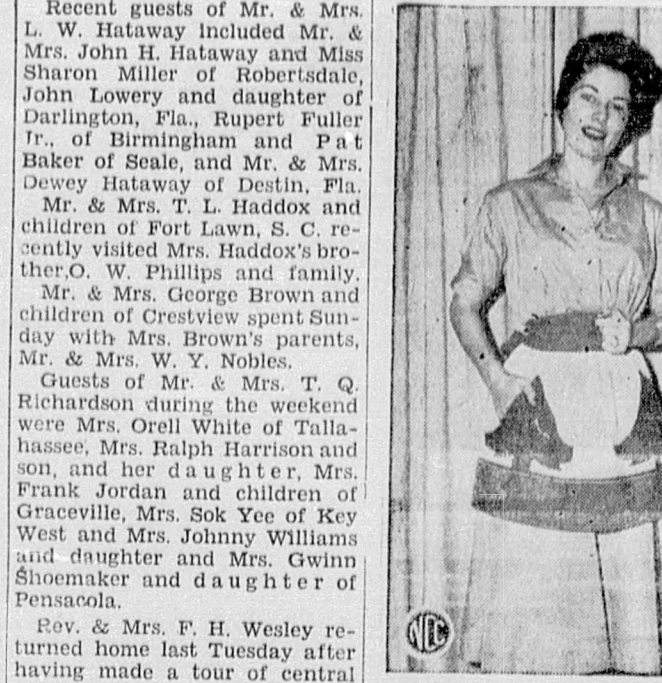 Recent guests of Mr. & Mrs.
L. W. Hataway included Mr. &
Mrs. John H. Hataway and Miss
Sharon Miller of Robertsdale,
John Lowery and daughter of
Darlington, Fla., Rupert Fuller
Jr., of Birmingham and Pat
Baker of Seale, and Mr. & Mrs.
Dewey Hataway of Destin, Fla.
Mr. & Mrs. T. L. Haddox and
children of Fort Lawn, S. C. re-
cently visited Mrs. Haddox's bro-
ther,O. W. Phillips and family.
Mr. & Mrs. George Brown and
children of Crestview spent Sun-
day with Mrs. Brown's parents,
Mr. & Mrs. W. Y. Nobles.
Guests of Mr. & Mrs. T. Q.
Richardson during the weekend
were Mrs. Orell White of Talla-
hassee, Mrs. Ralph Harrison and
son, and her daughter, Mrs.
Frank Jordan and children of
Graceville, Mrs. Sok Yee of Key
West and Mrs. Johnny Williams
and daughter and Mrs. Gwinn
Shoemaker and daughter of
Pensacola.
Rev. & Mrs. F. H. Wesley re-
turned home last Tuesday after
having made a tour of central
NCC